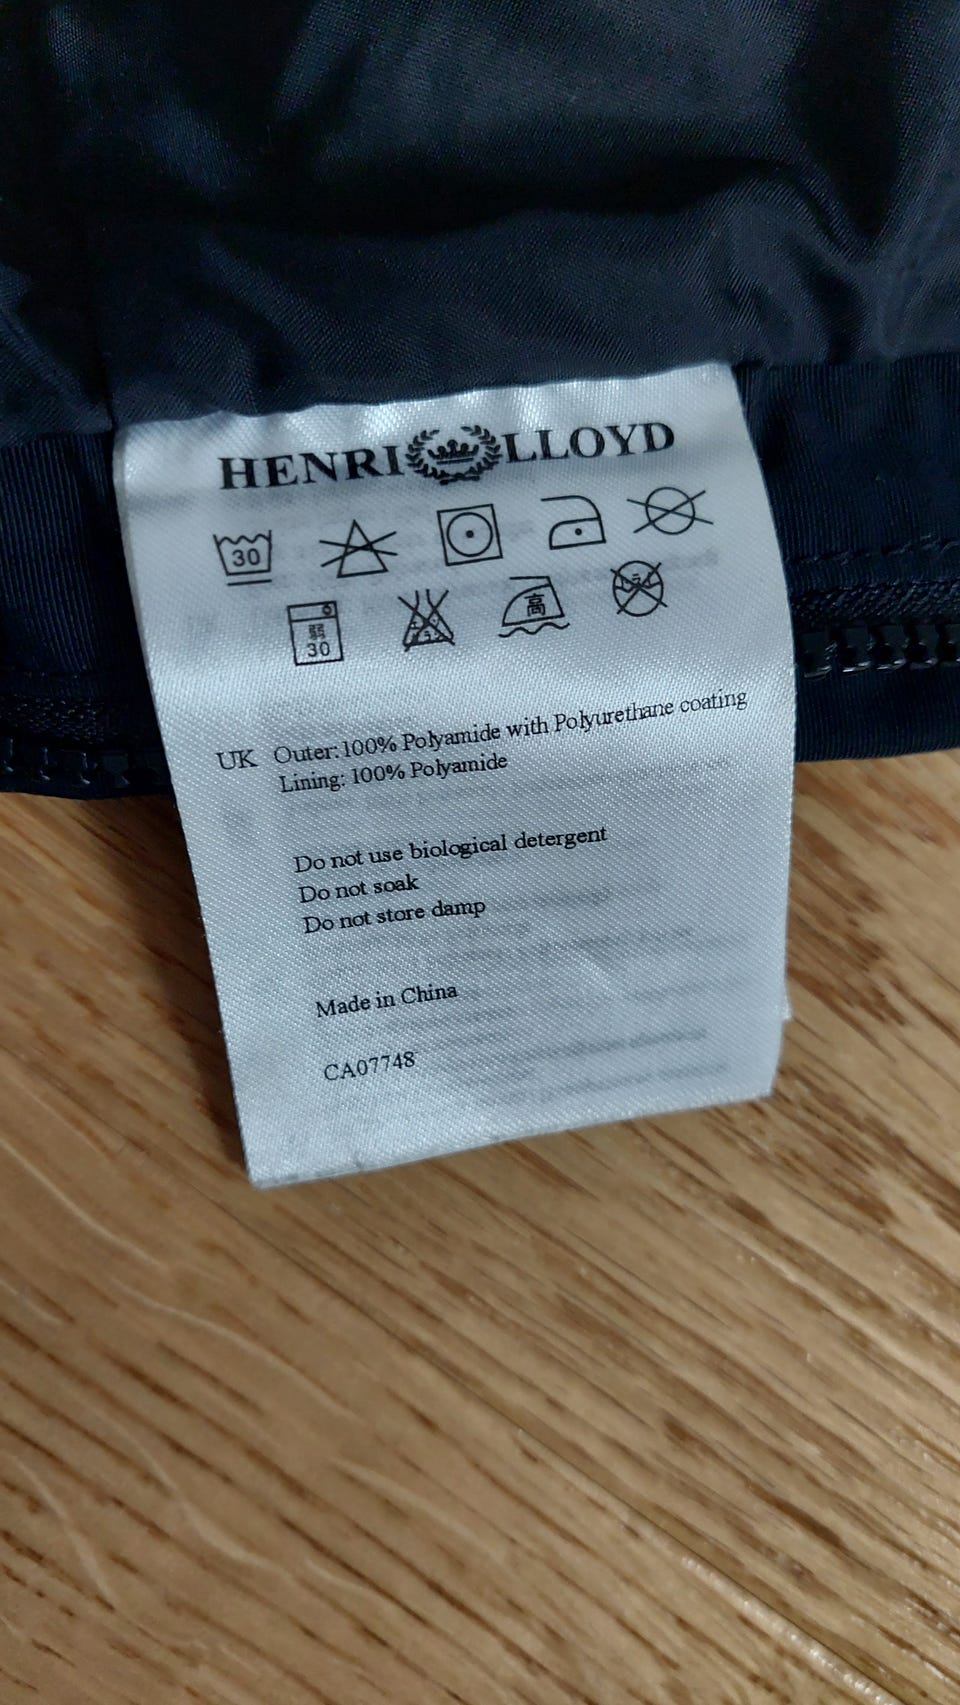 HENRI LLOYD
30
弱
30
高
UK Outer: 100% Polyamide with Polyurethane coating
Lining: 100% Polyamide
Do not use biological detergent
Do not soak
Do not store damp
Made in China
CA07748